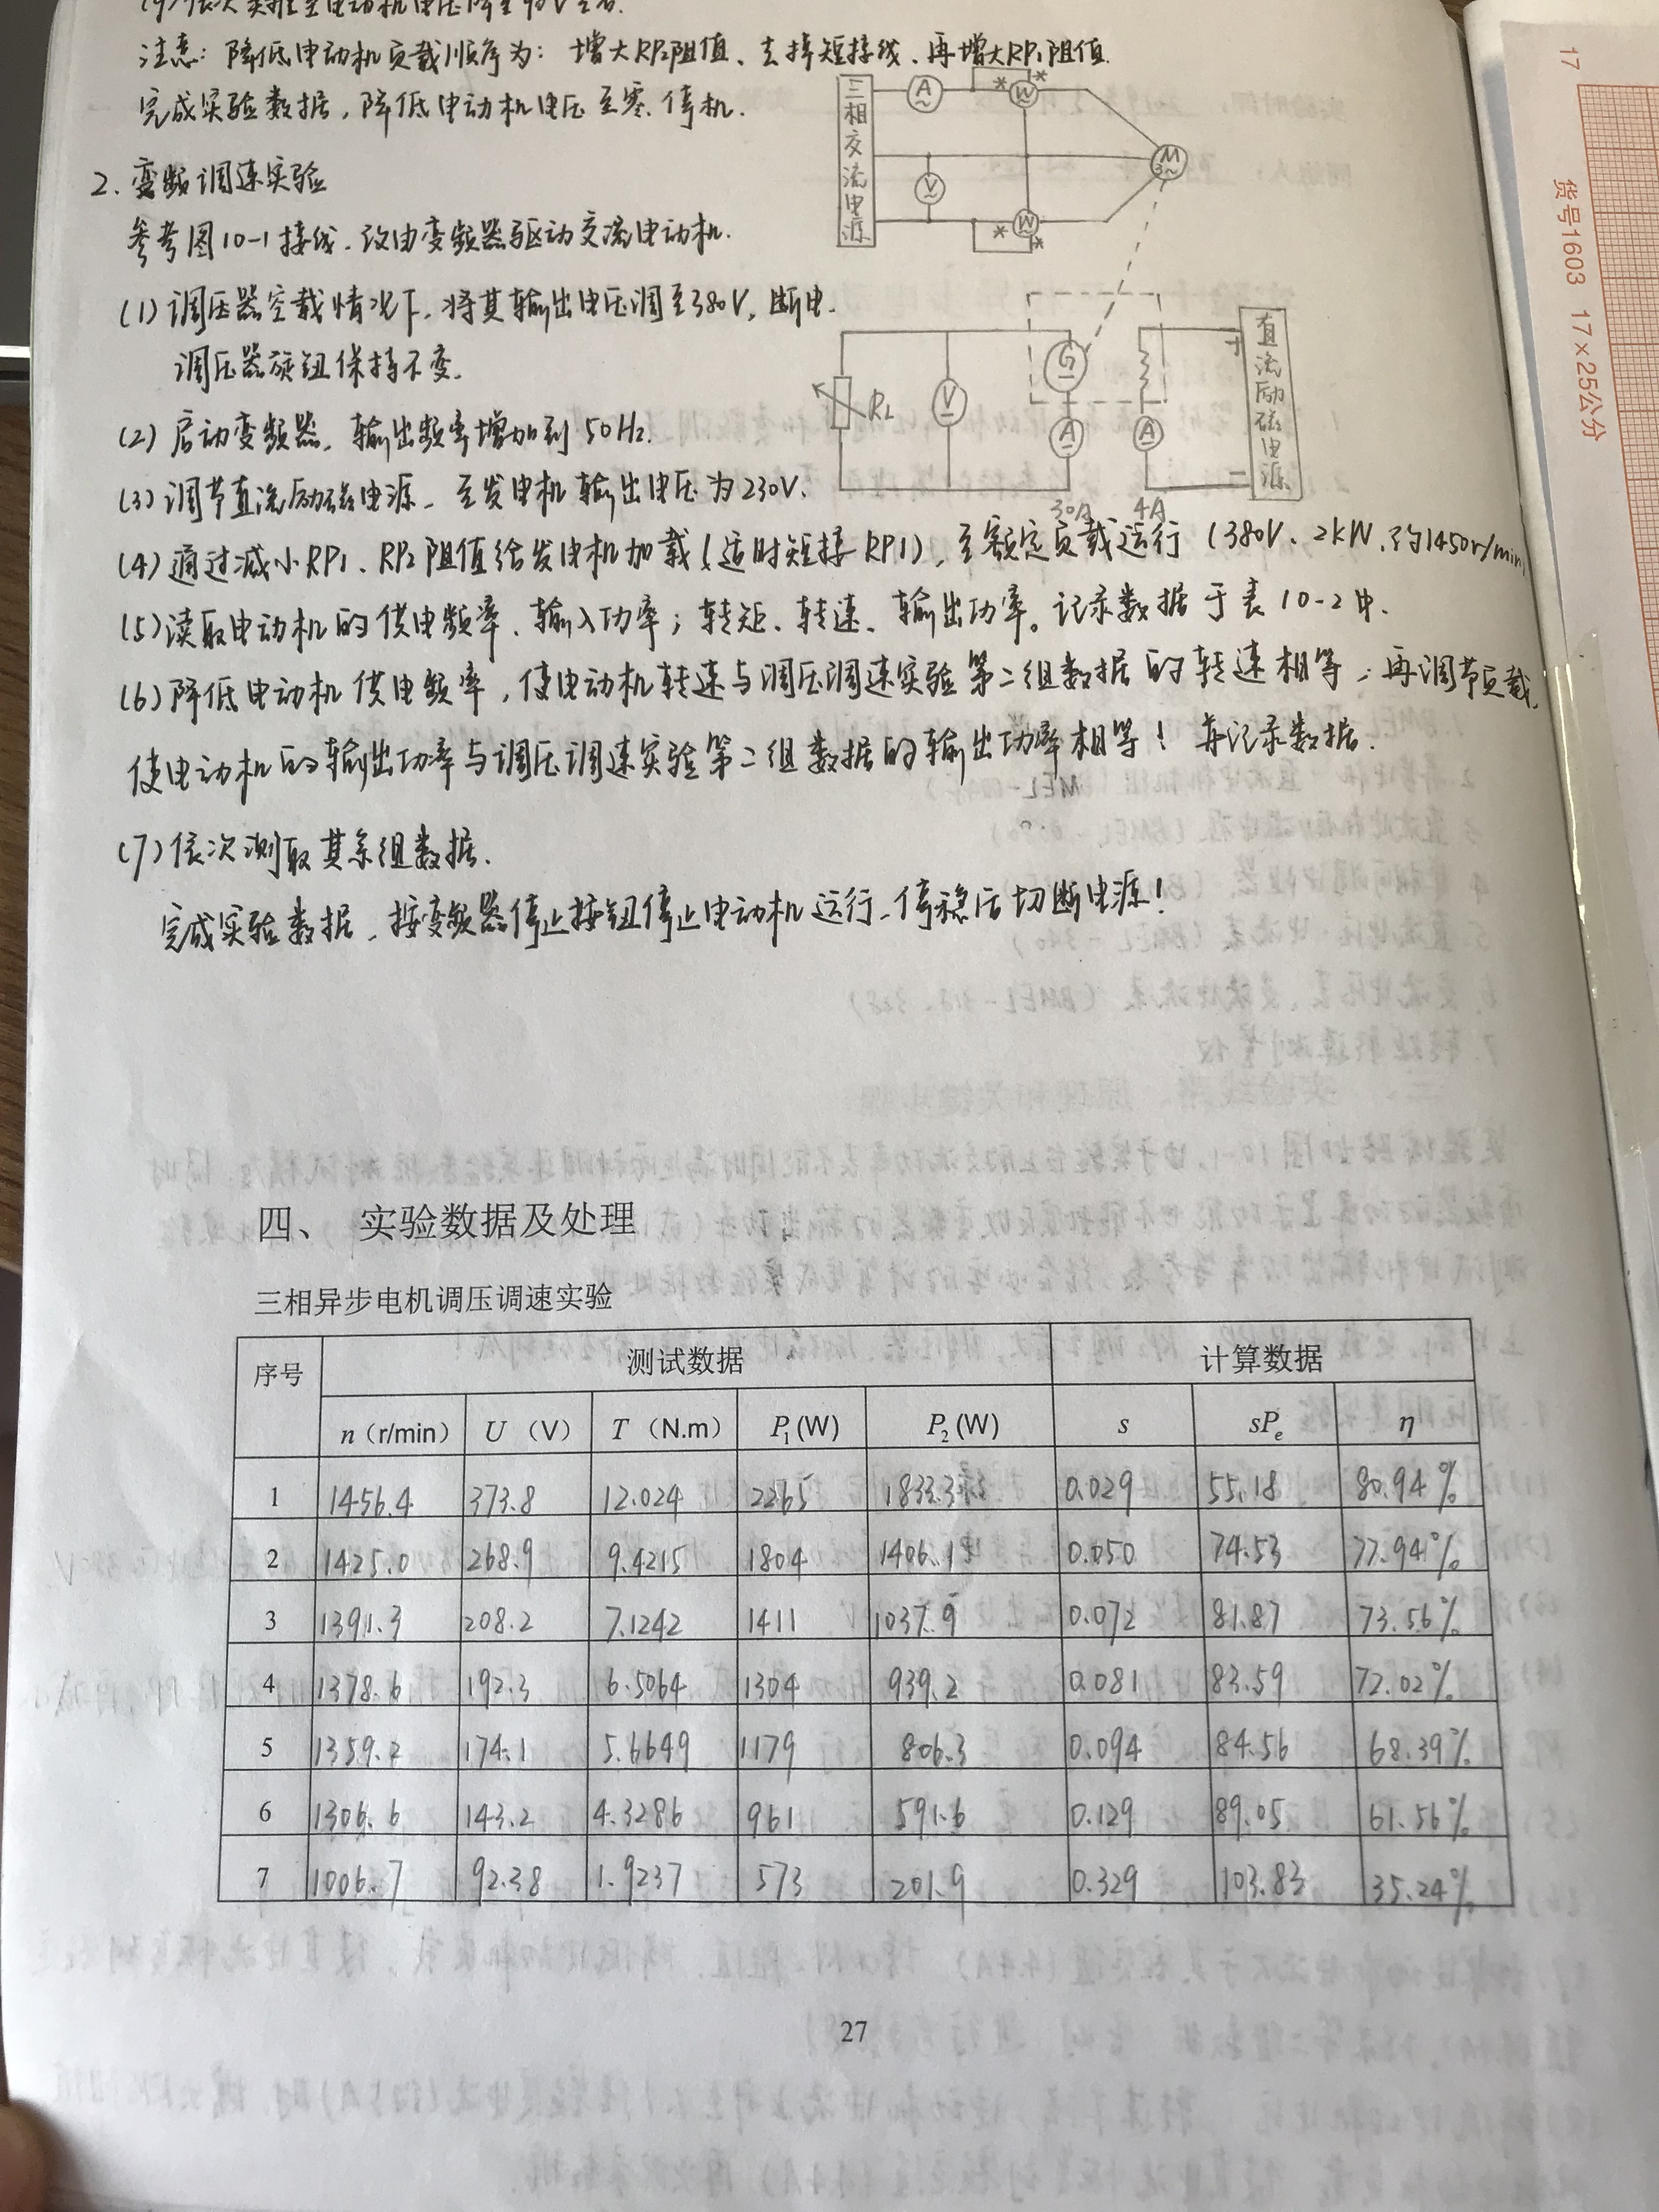 注意：降低电动机负载顺序为：增大RP2阻值、去掉短接线、再增大RP1阻值.
完成实验数据，降低电动机电压至零.停机.
2.变频调速实验
参考图10-1接线.改由变频器驱动交流电动机.
(1)调压器空载情况下.将其输出电压调至380V，断电.
调压器旋钮保持不变.
(2)启动变频器，输出频率增加到50Hz.
(3)调节直流励磁电源、至发电机输出电压为230V.
(4)通过减小RP1、RP2阻值给发电机加载(适时短接RP1)，至额定负载运行(380V、2kW、约1450r/min
(5)读取电动机的供电频率、输入功率；转矩、转速、输出功率。记录数据于表10-2中.
(6)降低电动机供电频率，使电动机转速与调压调速实验第二组数据的转速相等，再调节负载，
使电动机的输出功率与调压调速实验第二组数据的输出功率相等！再记录数据.
(7)依次测取其余组数据.
完成实验数据、按变频器停止按钮停止电动机运行、停稳后切断电源！
三相交流电源
A
* W *
V
M 3~
* W *
RL
V
G
A
A
30A
4A
+
直流励磁电源
-
17
货号1603 17×25公分
四、 实验数据及处理
三相异步电机调压调速实验
序号 测试数据 计算数据
n（r/min） U （V） T （N.m） P1(W) P2(W) s sPe η
1 1456.4 373.8 12.024 2265 1833.3 0.029 55.18 80.94%
2 1425.0 268.9 9.4215 1804 1406.1 0.050 74.53 77.94%
3 1391.3 208.2 7.1242 1411 1037.9 0.072 81.87 73.56%
4 1378.6 192.3 6.5064 1304 939.2 0.081 83.59 72.02%
5 1359.2 174.1 5.6649 1179 806.3 0.094 84.56 68.39%
6 1306.6 143.2 4.3286 961 591.6 0.129 89.05 61.56%
7 1006.7 92.38 1.9237 573 201.9 0.329 103.83 35.24%
27